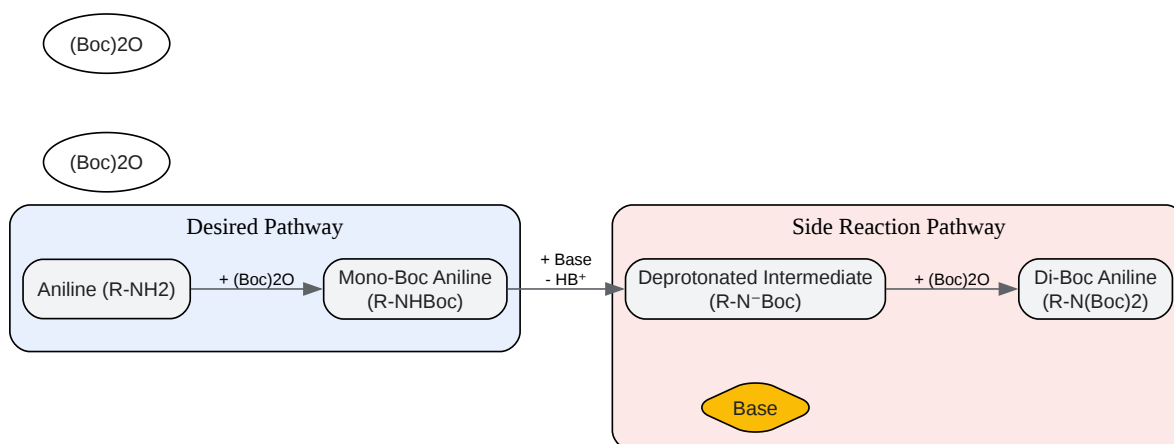 (Boc)2O
(Boc)2O
Desired Pathway
Aniline (R-NH2)
+ (Boc)2O
Mono-Boc Aniline
(R-NHBoc)
+ Base
- HB⁺
Side Reaction Pathway
Deprotonated Intermediate
(R-N⁻Boc)
+ (Boc)2O
Di-Boc Aniline
(R-N(Boc)2)
Base